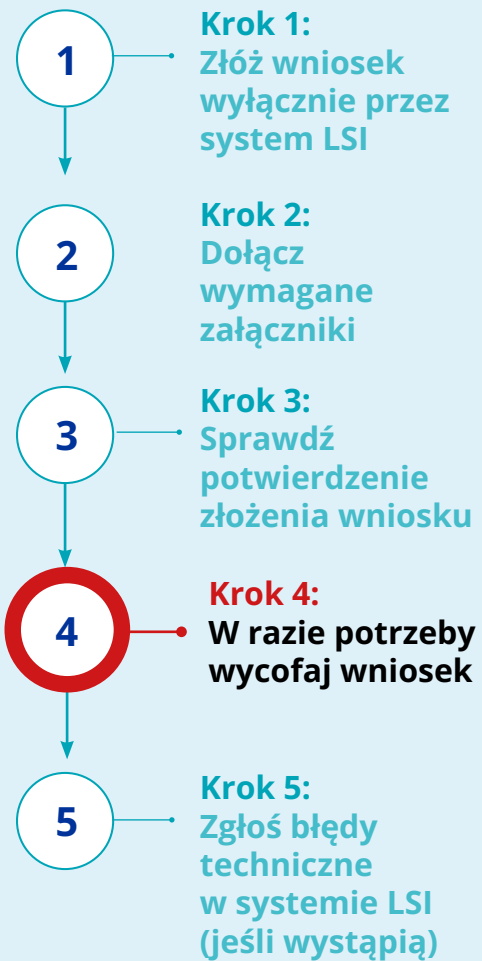 1
Krok 1:
Złóż wniosek
wyłącznie przez
system LSI
2
Krok 2:
Dołącz
wymagane
załączniki
3
Krok 3:
Sprawdź
potwierdzenie
złożenia wniosku
4
Krok 4:
W razie potrzeby
wycofaj wniosek
5
Krok 5:
Zgłoś błędy
techniczne
w systemie LSI
(jeśli wystąpią)